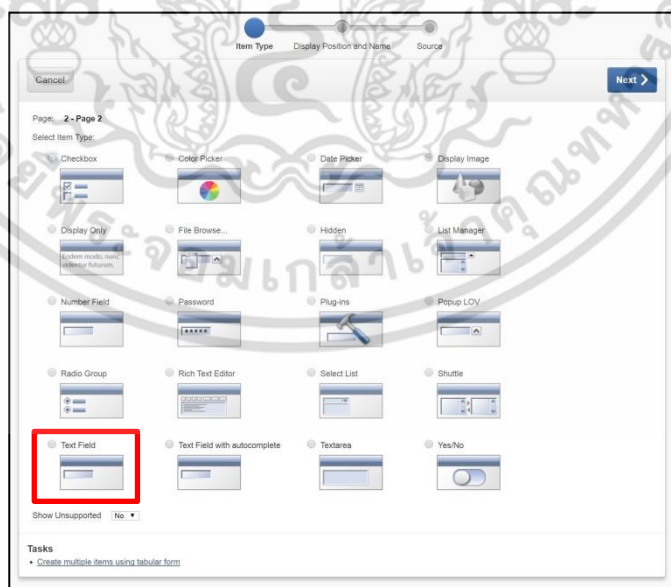 Item Type Display Position and Name Source
Cancel Next
Page: 2 - Page 2
Select Item Type:
Checkbox Color Picker Date Picker Display Image
Display Only File Browse... Hidden List Manager
Eodem modo, nunc
videntur futurum,
Number Field Password Plug-ins Popup LOV
Radio Group Rich Text Editor Select List Shuttle
Text Field Text Field with autocomplete Textarea Yes/No
Show Unsupported No
Tasks
• Create multiple items using tabular form